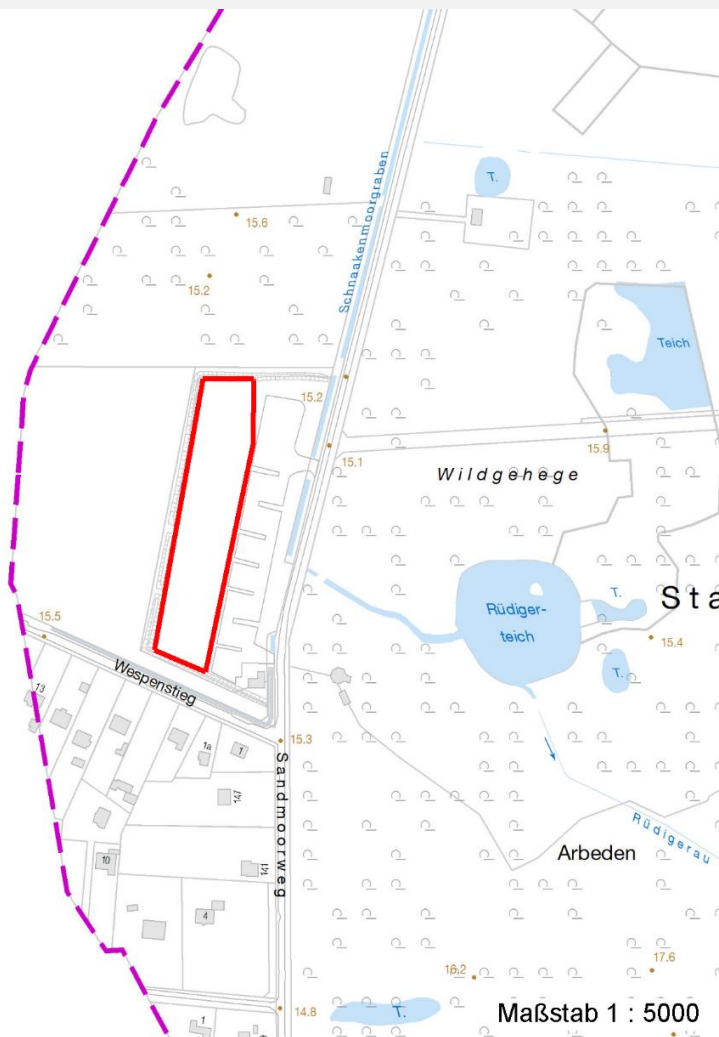 T.
Schnaakenmoorgraben
15.6
15.2
Teich
15.2
15.1
15.9
Wildgehege
Rüdiger-
teich
T.
Sta
15.5
15.4
T.
Wespenstieg
13
15.3
1a
1
Sandmoorweg
147
Rüdigerau
Arbeden
10
141
4
17.6
16.2
14.8
T.
Maßstab 1 : 5000
1